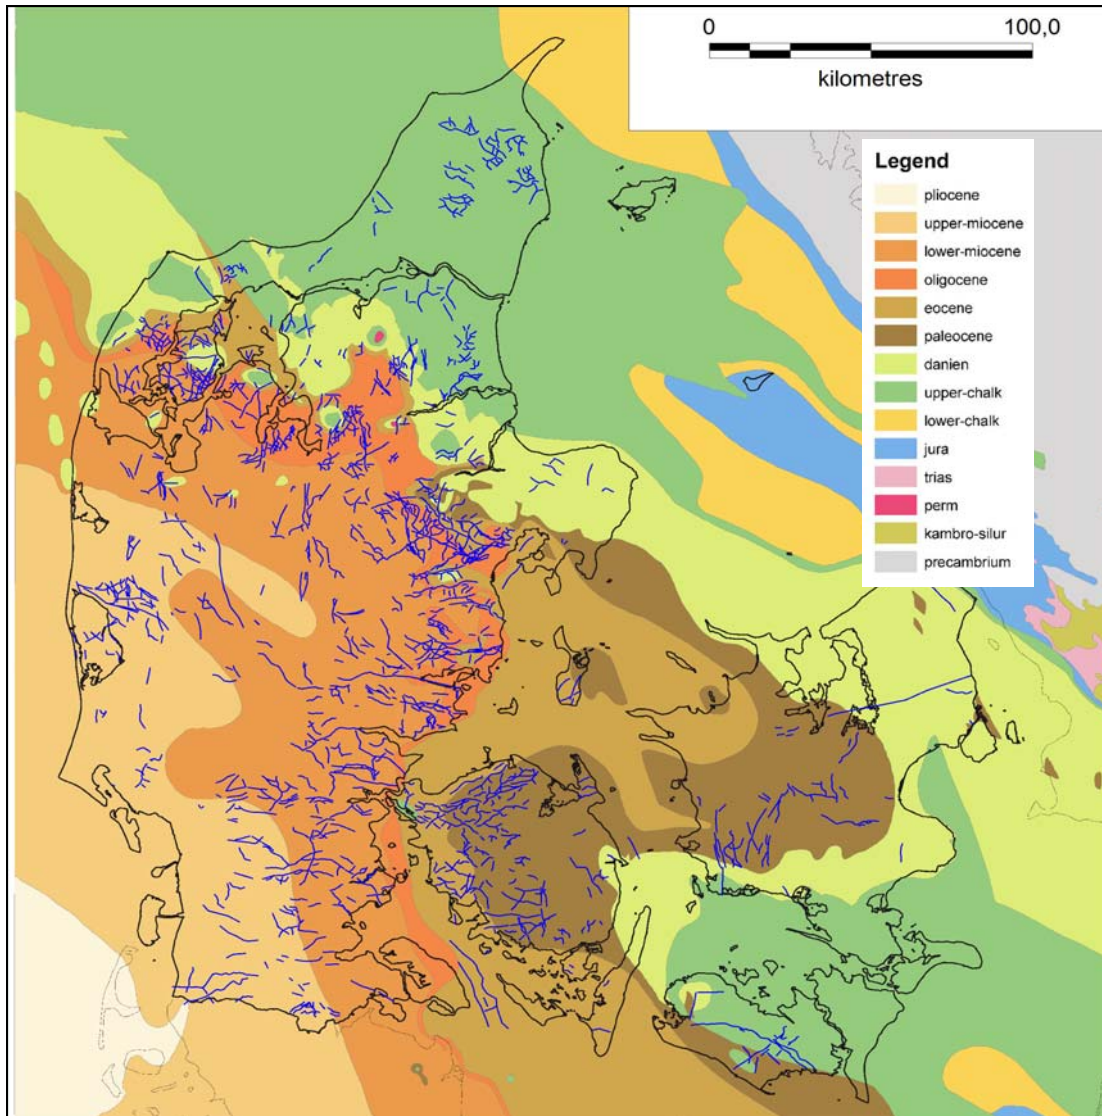 0 100,0
kilometres
Legend
pliocene
upper-miocene
lower-miocene
oligocene
eocene
paleocene
danien
upper-chalk
lower-chalk
jura
trias
perm
kambro-silur
precambrium